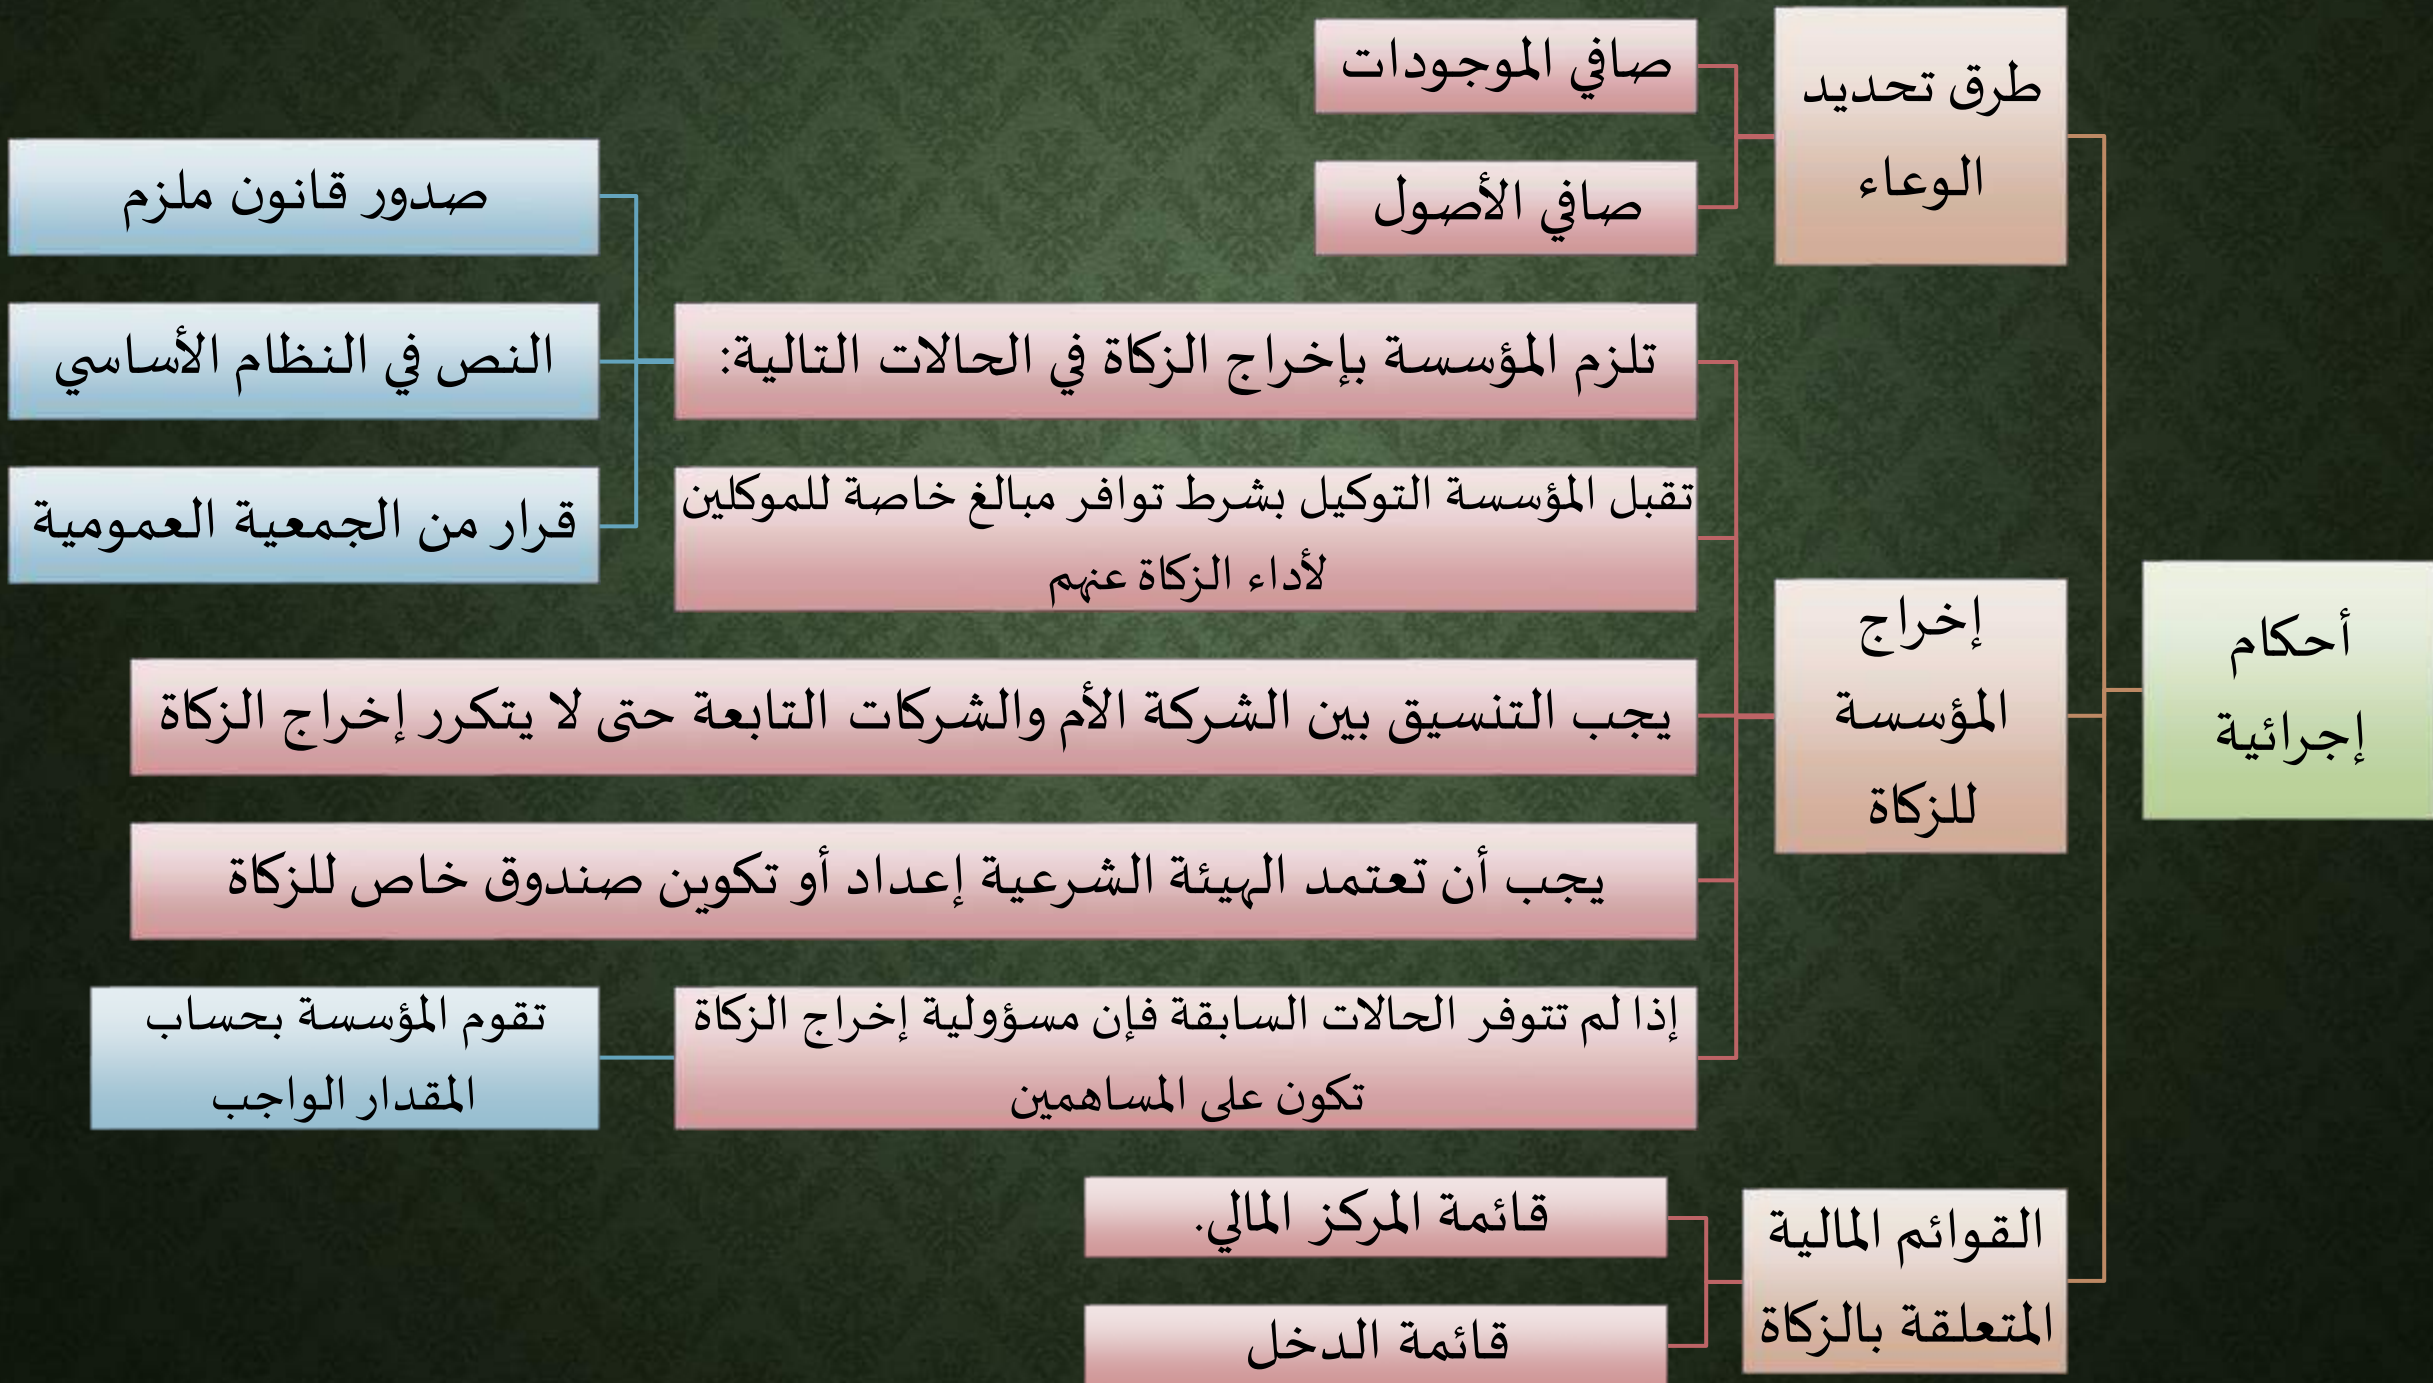 أحكام
إجرائية
طرق تحديد
الوعاء
صافي الموجودات
صافي الأصول
إخراج
المؤسسة
للزكاة
تلزم المؤسسة بإخراج الزكاة في الحالات التالية:
صدور قانون ملزم
النص في النظام الأساسي
قرار من الجمعية العمومية
تقبل المؤسسة التوكيل بشرط توافر مبالغ خاصة للموكلين
لأداء الزكاة عنهم
يجب التنسيق بين الشركة الأم والشركات التابعة حتى لا يتكرر إخراج الزكاة
يجب أن تعتمد الهيئة الشرعية إعداد أو تكوين صندوق خاص للزكاة
إذا لم تتوفر الحالات السابقة فإن مسؤولية إخراج الزكاة
تكون على المساهمين
تقوم المؤسسة بحساب
المقدار الواجب
القوائم المالية
المتعلقة بالزكاة
قائمة المركز المالي.
قائمة الدخل